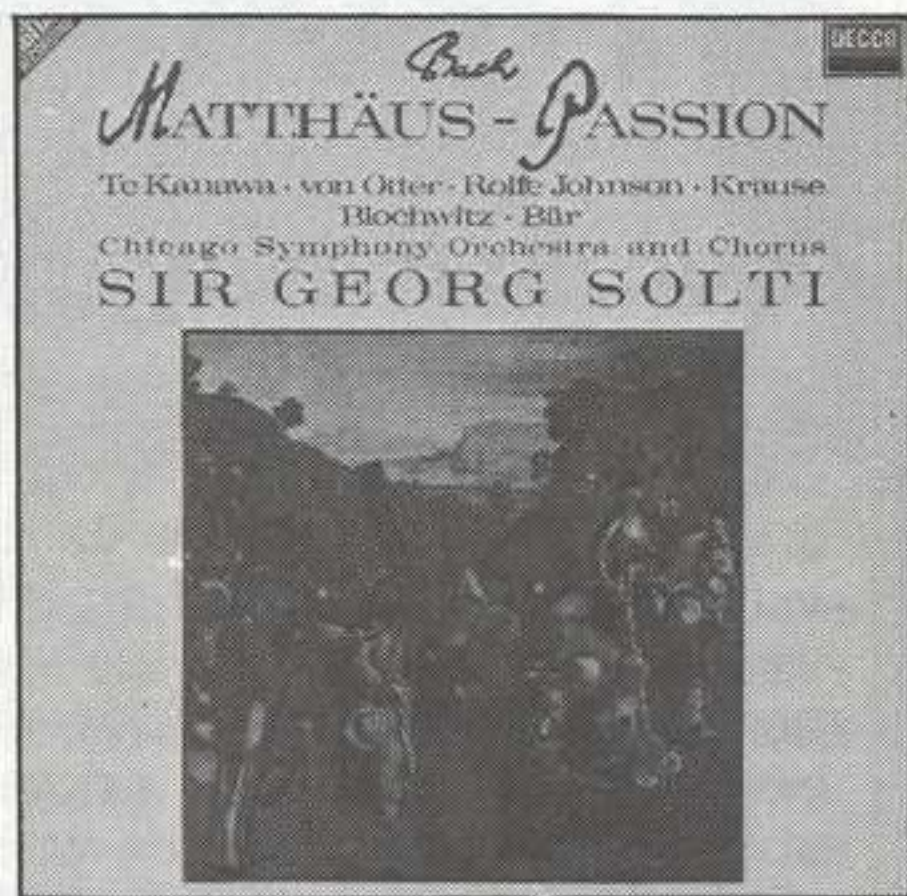 Bach
DECCA
MATTHÄUS - PASSION
Te Kanawa · von Otter · Rolfe Johnson · Krause
Blochwitz · Bär
Chicago Symphony Orchestra and Chorus
SIR GEORG SOLTI